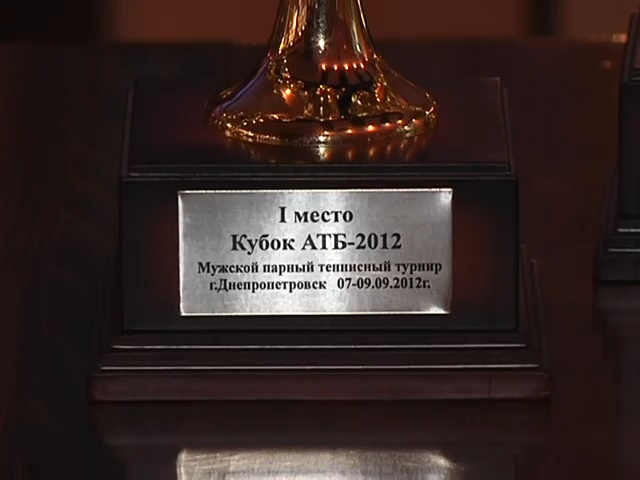 I место
Кубок АТБ-2012
Мужской парный теннисный турнир
г.Днепропетровск 07-09.09.2012г.